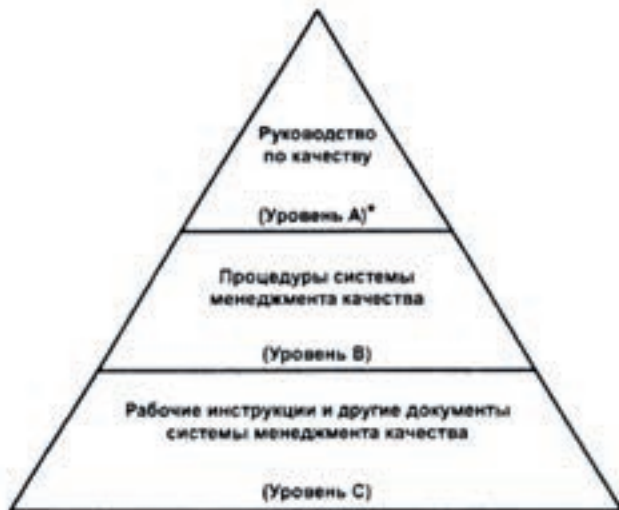 Руководство
по качеству
(Уровень А)*
Процедуры системы
менеджмента качества
(Уровень В)
Рабочие инструкции и другие документы
системы менеджмента качества
(Уровень С)